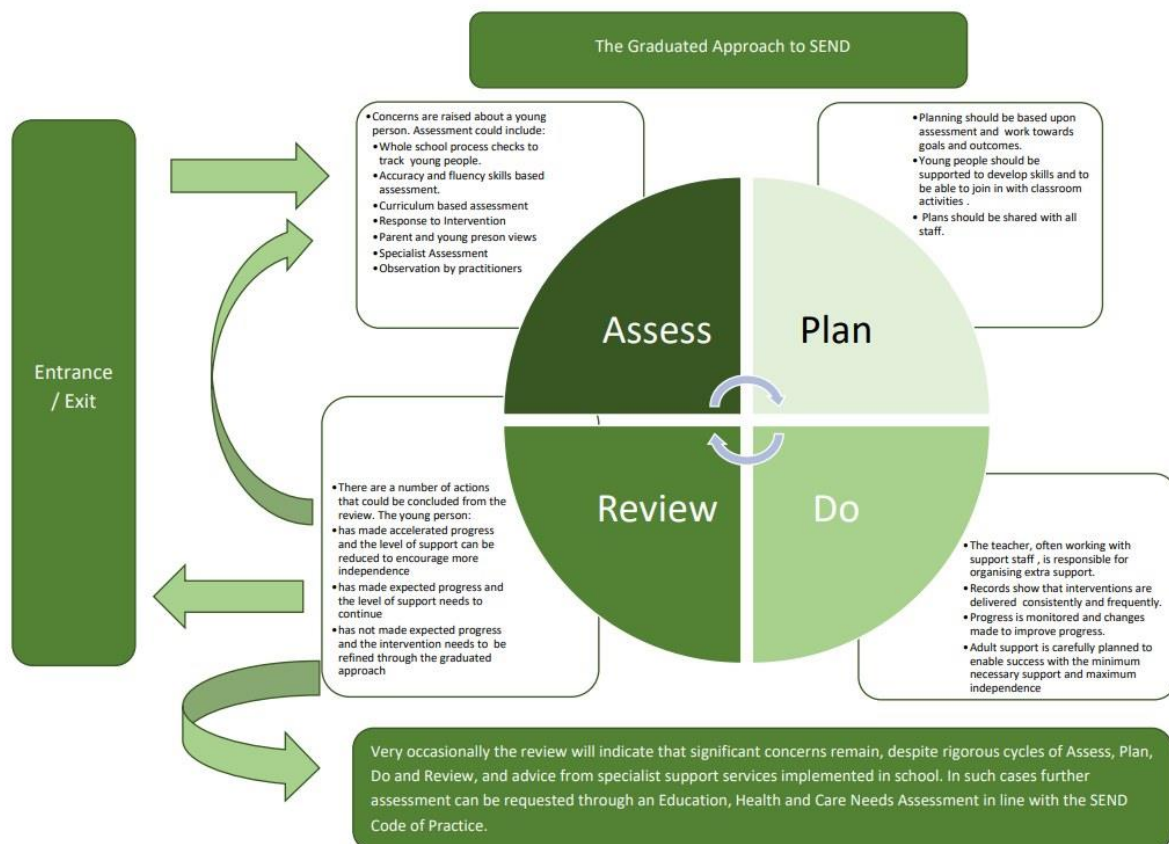 The Graduated Approach to SEND
Entrance
/ Exit
•Concerns are raised about a young
person. Assessment could include:
•Whole school process checks to
track young people.
•Accuracy and fluency skills based
assessment.
•Curriculum based assessment
•Response to Intervention
•Parent and young preson views
•Specialist Assessment
•Observation by practitioners
•Planning should be based upon
assessment and work towards
goals and outcomes.
•Young people should be
supported to develop skills and to
be able to join in with classroom
activities .
• Plans should be shared with all
staff.
Assess
Plan
Review
Do
•There are a number of actions
that could be concluded from the
review. The young person:
•has made accelerated progress
and the level of support can be
reduced to encourage more
independence
•has made expected progress and
the level of support needs to
continue
•has not made expected progress
and the intervention needs to be
refined through the graduated
approach
•The teacher, often working with
support staff , is responsible for
organising extra support.
•Records show that interventions are
delivered consistently and frequently.
•Progress is monitored and changes
made to improve progress.
•Adult support is carefully planned to
enable success with the minimum
necessary support and maximum
independence
Very occasionally the review will indicate that significant concerns remain, despite rigorous cycles of Assess, Plan,
Do and Review, and advice from specialist support services implemented in school. In such cases further
assessment can be requested through an Education, Health and Care Needs Assessment in line with the SEND
Code of Practice.